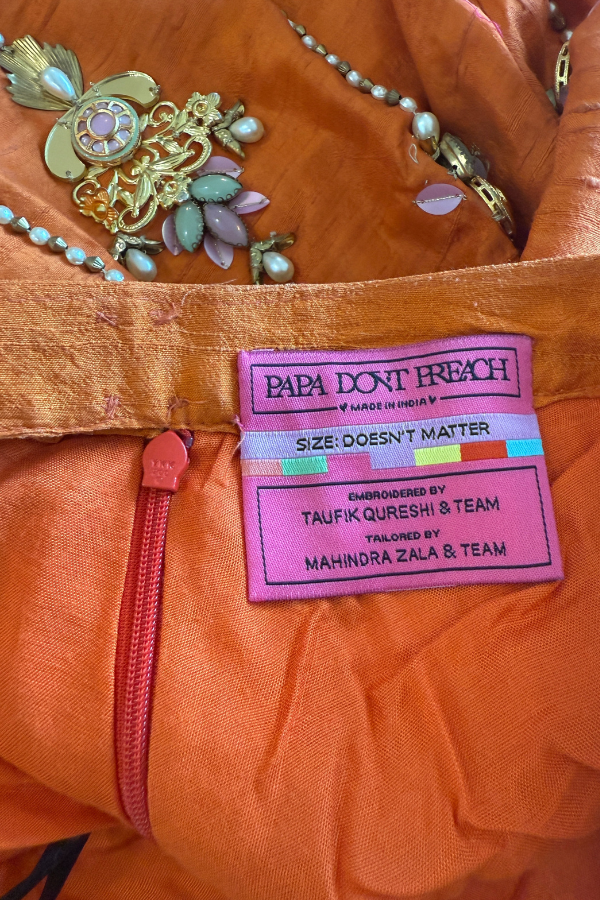 YKK
PAPA DON'T PREACH
♥ MADE IN INDIA ♥
SIZE: DOESN'T MATTER
EMBROIDERED BY
TAUFIK QURESHI & TEAM
TAILORED BY
MAHINDRA ZALA & TEAM